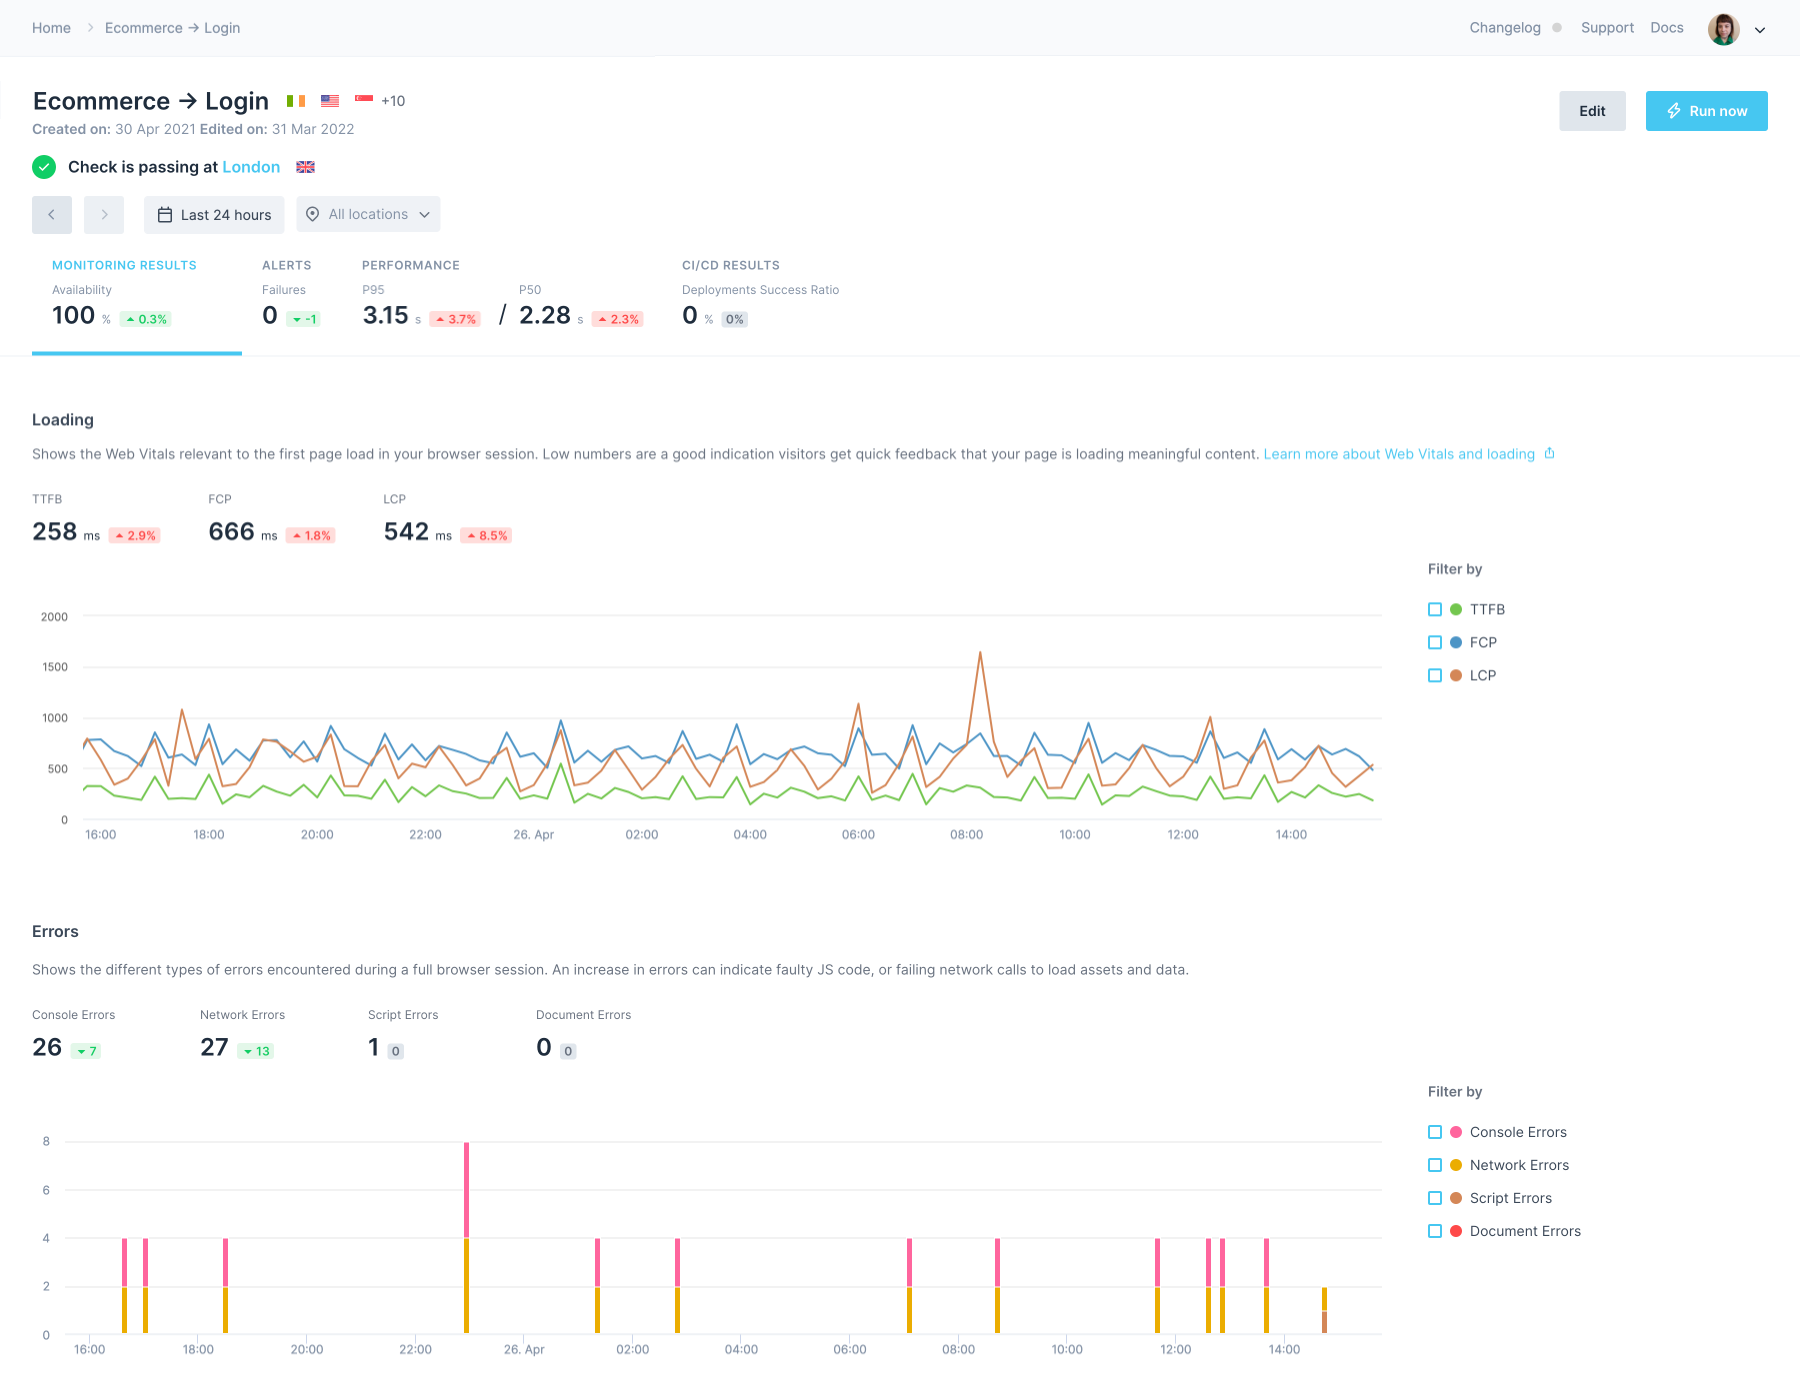 Home > Ecommerce → Login
Changelog Support Docs
Ecommerce → Login +10
Created on: 30 Apr 2021 Edited on: 31 Mar 2022
Edit
Run now
Check is passing at London
Last 24 hours
All locations
MONITORING RESULTS ALERTS PERFORMANCE CI/CD RESULTS
Availability Failures P95 P50 Deployments Success Ratio
100 % 0.3% 0 -1 3.15 s 3.7% / 2.28 s 2.3% 0 % 0%
Loading
Shows the Web Vitals relevant to the first page load in your browser session. Low numbers are a good indication visitors get quick feedback that your page is loading meaningful content. Learn more about Web Vitals and loading
TTFB FCP LCP
258 ms 2.9% 666 ms 1.8% 542 ms 8.5%
Filter by
TTFB
FCP
LCP
2000
1500
1000
500
0
16:00 18:00 20:00 22:00 26. Apr 02:00 04:00 06:00 08:00 10:00 12:00 14:00
Errors
Shows the different types of errors encountered during a full browser session. An increase in errors can indicate faulty JS code, or failing network calls to load assets and data.
Console Errors Network Errors Script Errors Document Errors
26 7 27 13 1 0 0 0
Filter by
Console Errors
Network Errors
Script Errors
Document Errors
8
6
4
2
0
16:00 18:00 20:00 22:00 26. Apr 02:00 04:00 06:00 08:00 10:00 12:00 14:00